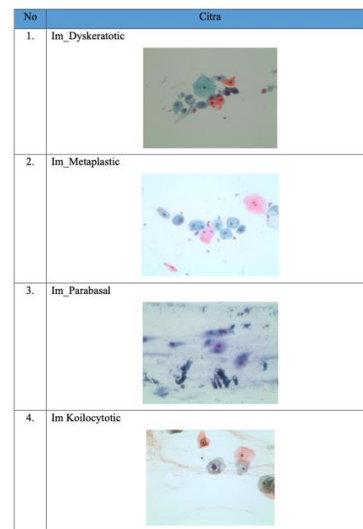 No Citra
1. Im_Dyskeratotic
2. Im_Metaplastic
3. Im_Parabasal
4. Im Koilocytotic